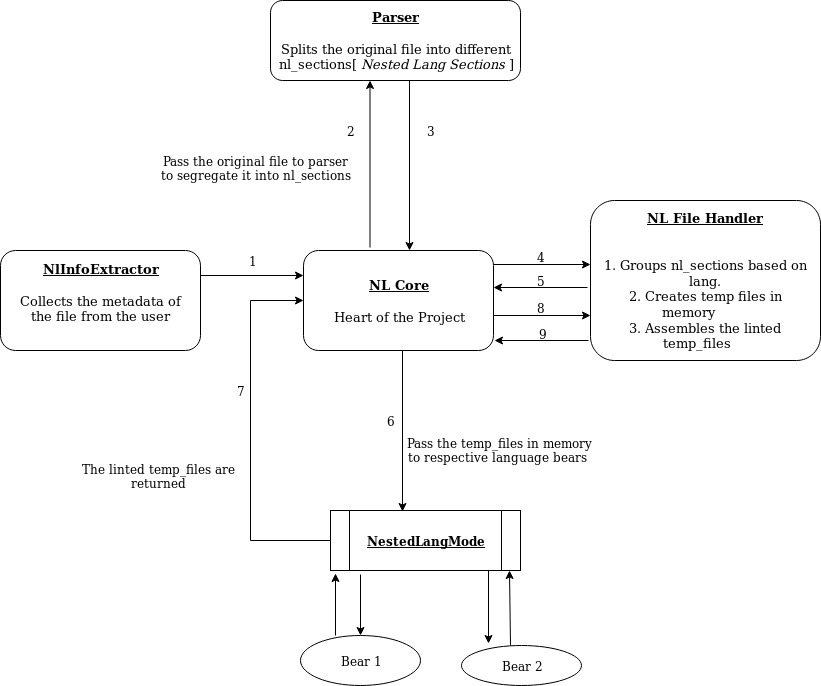 Parser
Splits the original file into different
nl_sections[ Nested Lang Sections ]
2
3
Pass the original file to parser
to segregate it into nl_sections
NL File Handler
1. Groups nl_sections based on
lang.
2. Creates temp files in
memory
3. Assembles the linted
temp_files
NlInfoExtractor
Collects the metadata of
the file from the user
1
NL Core
Heart of the Project
4
5
8
9
7
6
Pass the temp_files in memory
to respective language bears
The linted temp_files are
returned
NestedLangMode
Bear 1
Bear 2